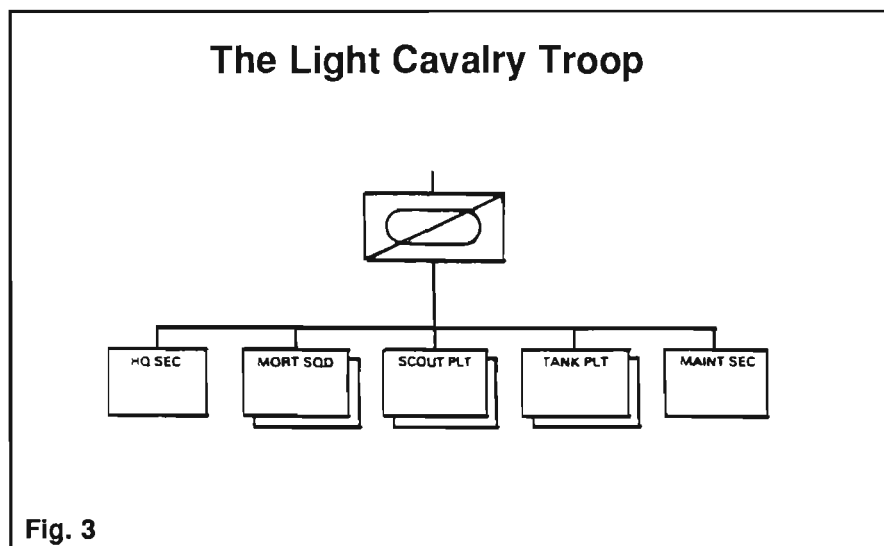 The Light Cavalry Troop
HQ SEC
MORT SQD
SCOUT PLT
TANK PLT
MAINT SEC
Fig. 3